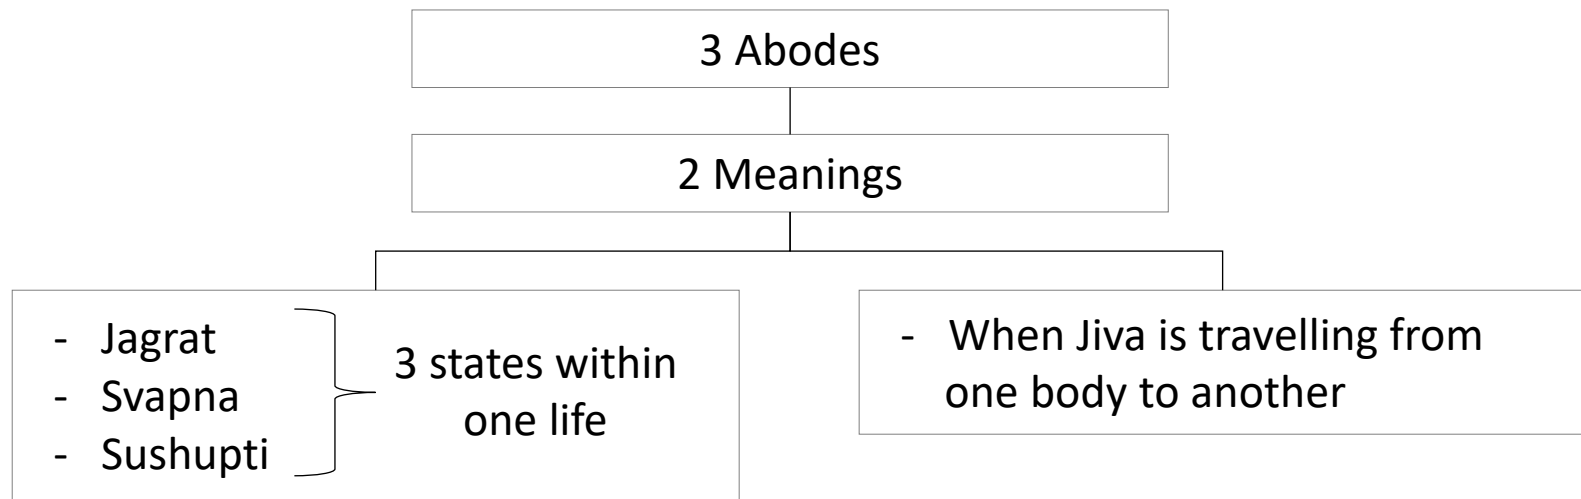 3 Abodes
2 Meanings
- Jagrat
- Svapna
- Sushupti
3 states within
one life
- When Jiva is travelling from
one body to another